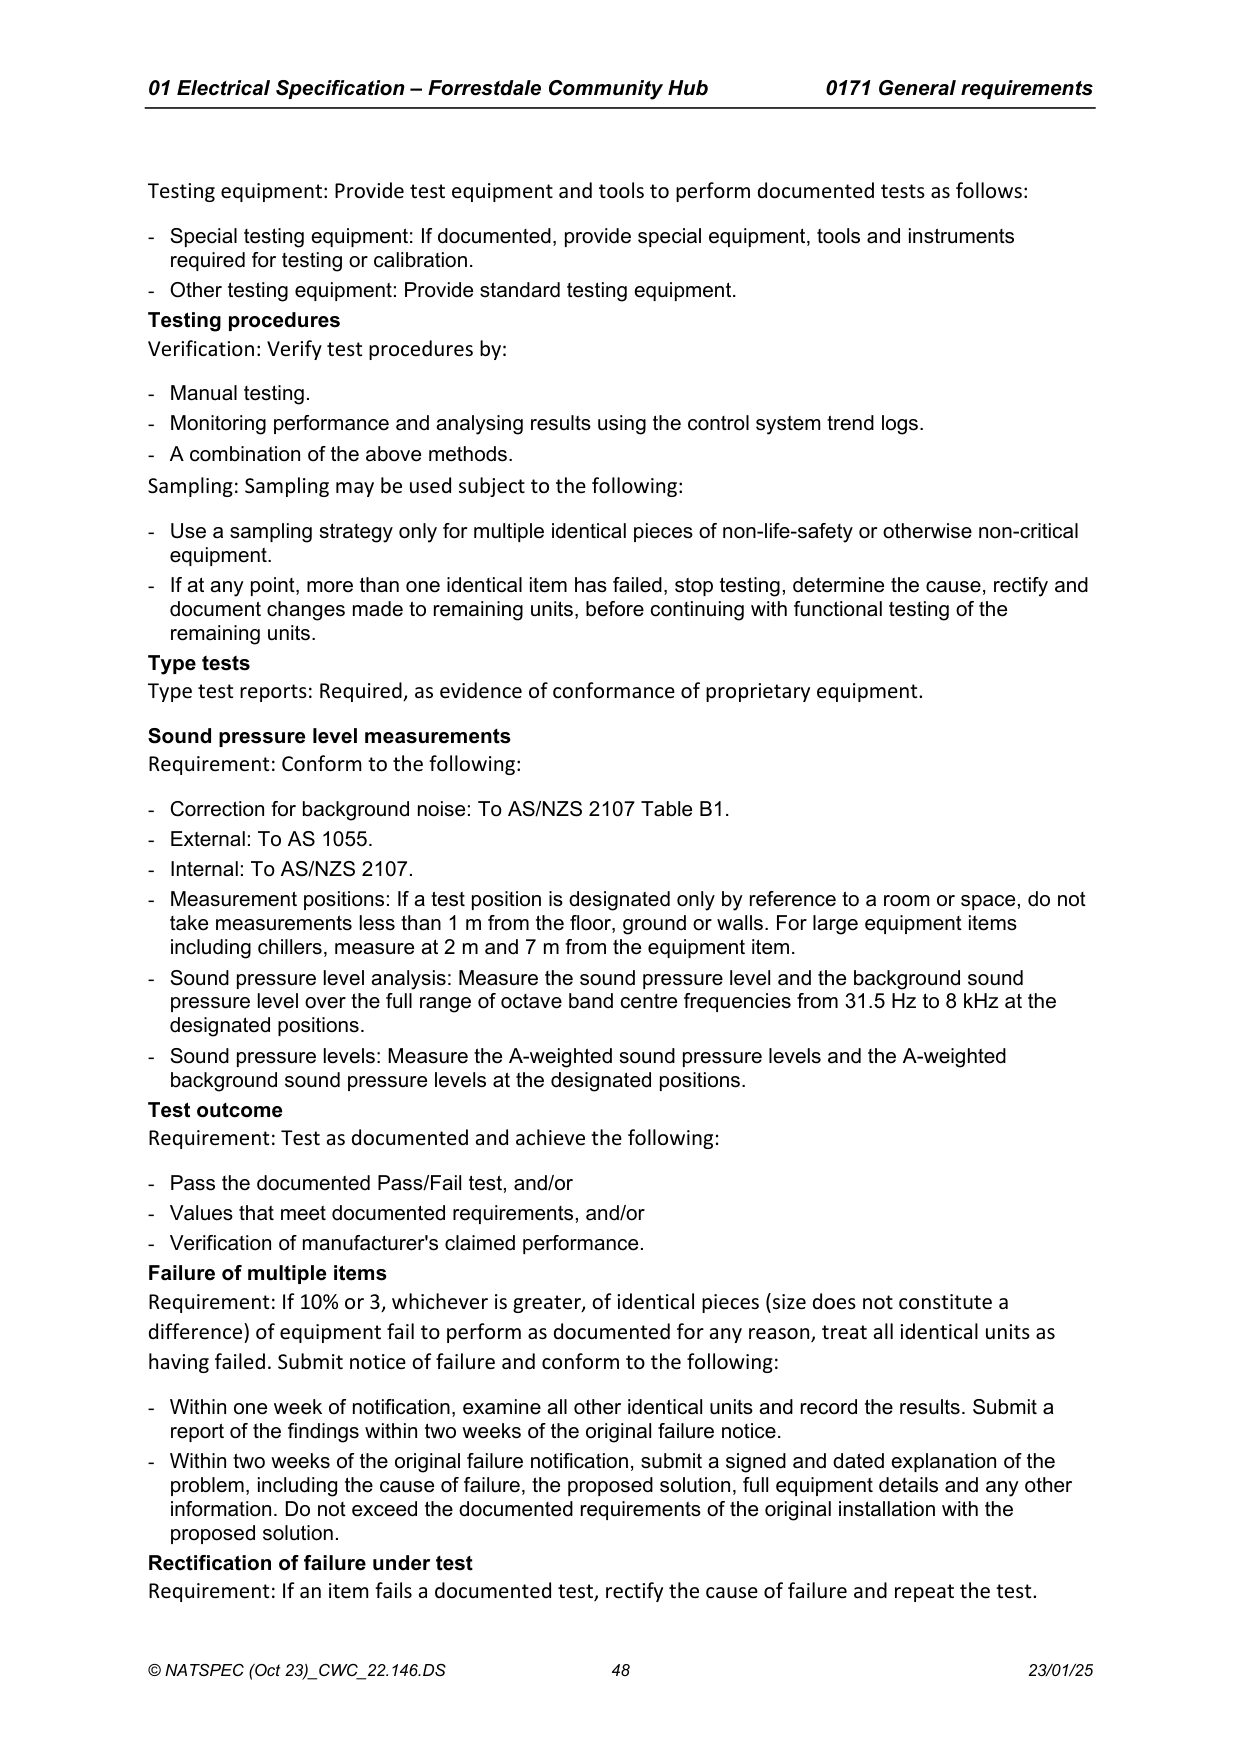 01 Electrical Specification – Forrestdale Community Hub 0171 General requirements
Testing equipment: Provide test equipment and tools to perform documented tests as follows:
- Special testing equipment: If documented, provide special equipment, tools and instruments
required for testing or calibration.
- Other testing equipment: Provide standard testing equipment.
Testing procedures
Verification: Verify test procedures by:
- Manual testing.
- Monitoring performance and analysing results using the control system trend logs.
- A combination of the above methods.
Sampling: Sampling may be used subject to the following:
- Use a sampling strategy only for multiple identical pieces of non-life-safety or otherwise non-critical
equipment.
- If at any point, more than one identical item has failed, stop testing, determine the cause, rectify and
document changes made to remaining units, before continuing with functional testing of the
remaining units.
Type tests
Type test reports: Required, as evidence of conformance of proprietary equipment.
Sound pressure level measurements
Requirement: Conform to the following:
- Correction for background noise: To AS/NZS 2107 Table B1.
- External: To AS 1055.
- Internal: To AS/NZS 2107.
- Measurement positions: If a test position is designated only by reference to a room or space, do not
take measurements less than 1 m from the floor, ground or walls. For large equipment items
including chillers, measure at 2 m and 7 m from the equipment item.
- Sound pressure level analysis: Measure the sound pressure level and the background sound
pressure level over the full range of octave band centre frequencies from 31.5 Hz to 8 kHz at the
designated positions.
- Sound pressure levels: Measure the A-weighted sound pressure levels and the A-weighted
background sound pressure levels at the designated positions.
Test outcome
Requirement: Test as documented and achieve the following:
- Pass the documented Pass/Fail test, and/or
- Values that meet documented requirements, and/or
- Verification of manufacturer's claimed performance.
Failure of multiple items
Requirement: If 10% or 3, whichever is greater, of identical pieces (size does not constitute a
difference) of equipment fail to perform as documented for any reason, treat all identical units as
having failed. Submit notice of failure and conform to the following:
- Within one week of notification, examine all other identical units and record the results. Submit a
report of the findings within two weeks of the original failure notice.
- Within two weeks of the original failure notification, submit a signed and dated explanation of the
problem, including the cause of failure, the proposed solution, full equipment details and any other
information. Do not exceed the documented requirements of the original installation with the
proposed solution.
Rectification of failure under test
Requirement: If an item fails a documented test, rectify the cause of failure and repeat the test.
© NATSPEC (Oct 23)_CWC_22.146.DS 48 23/01/25